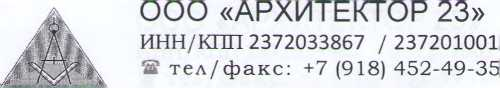 ООО «АРХИТЕКТОР 23»
ИНН/КПП 2372033867 / 237201001
☎ тел/факс: +7 (918) 452-49-35